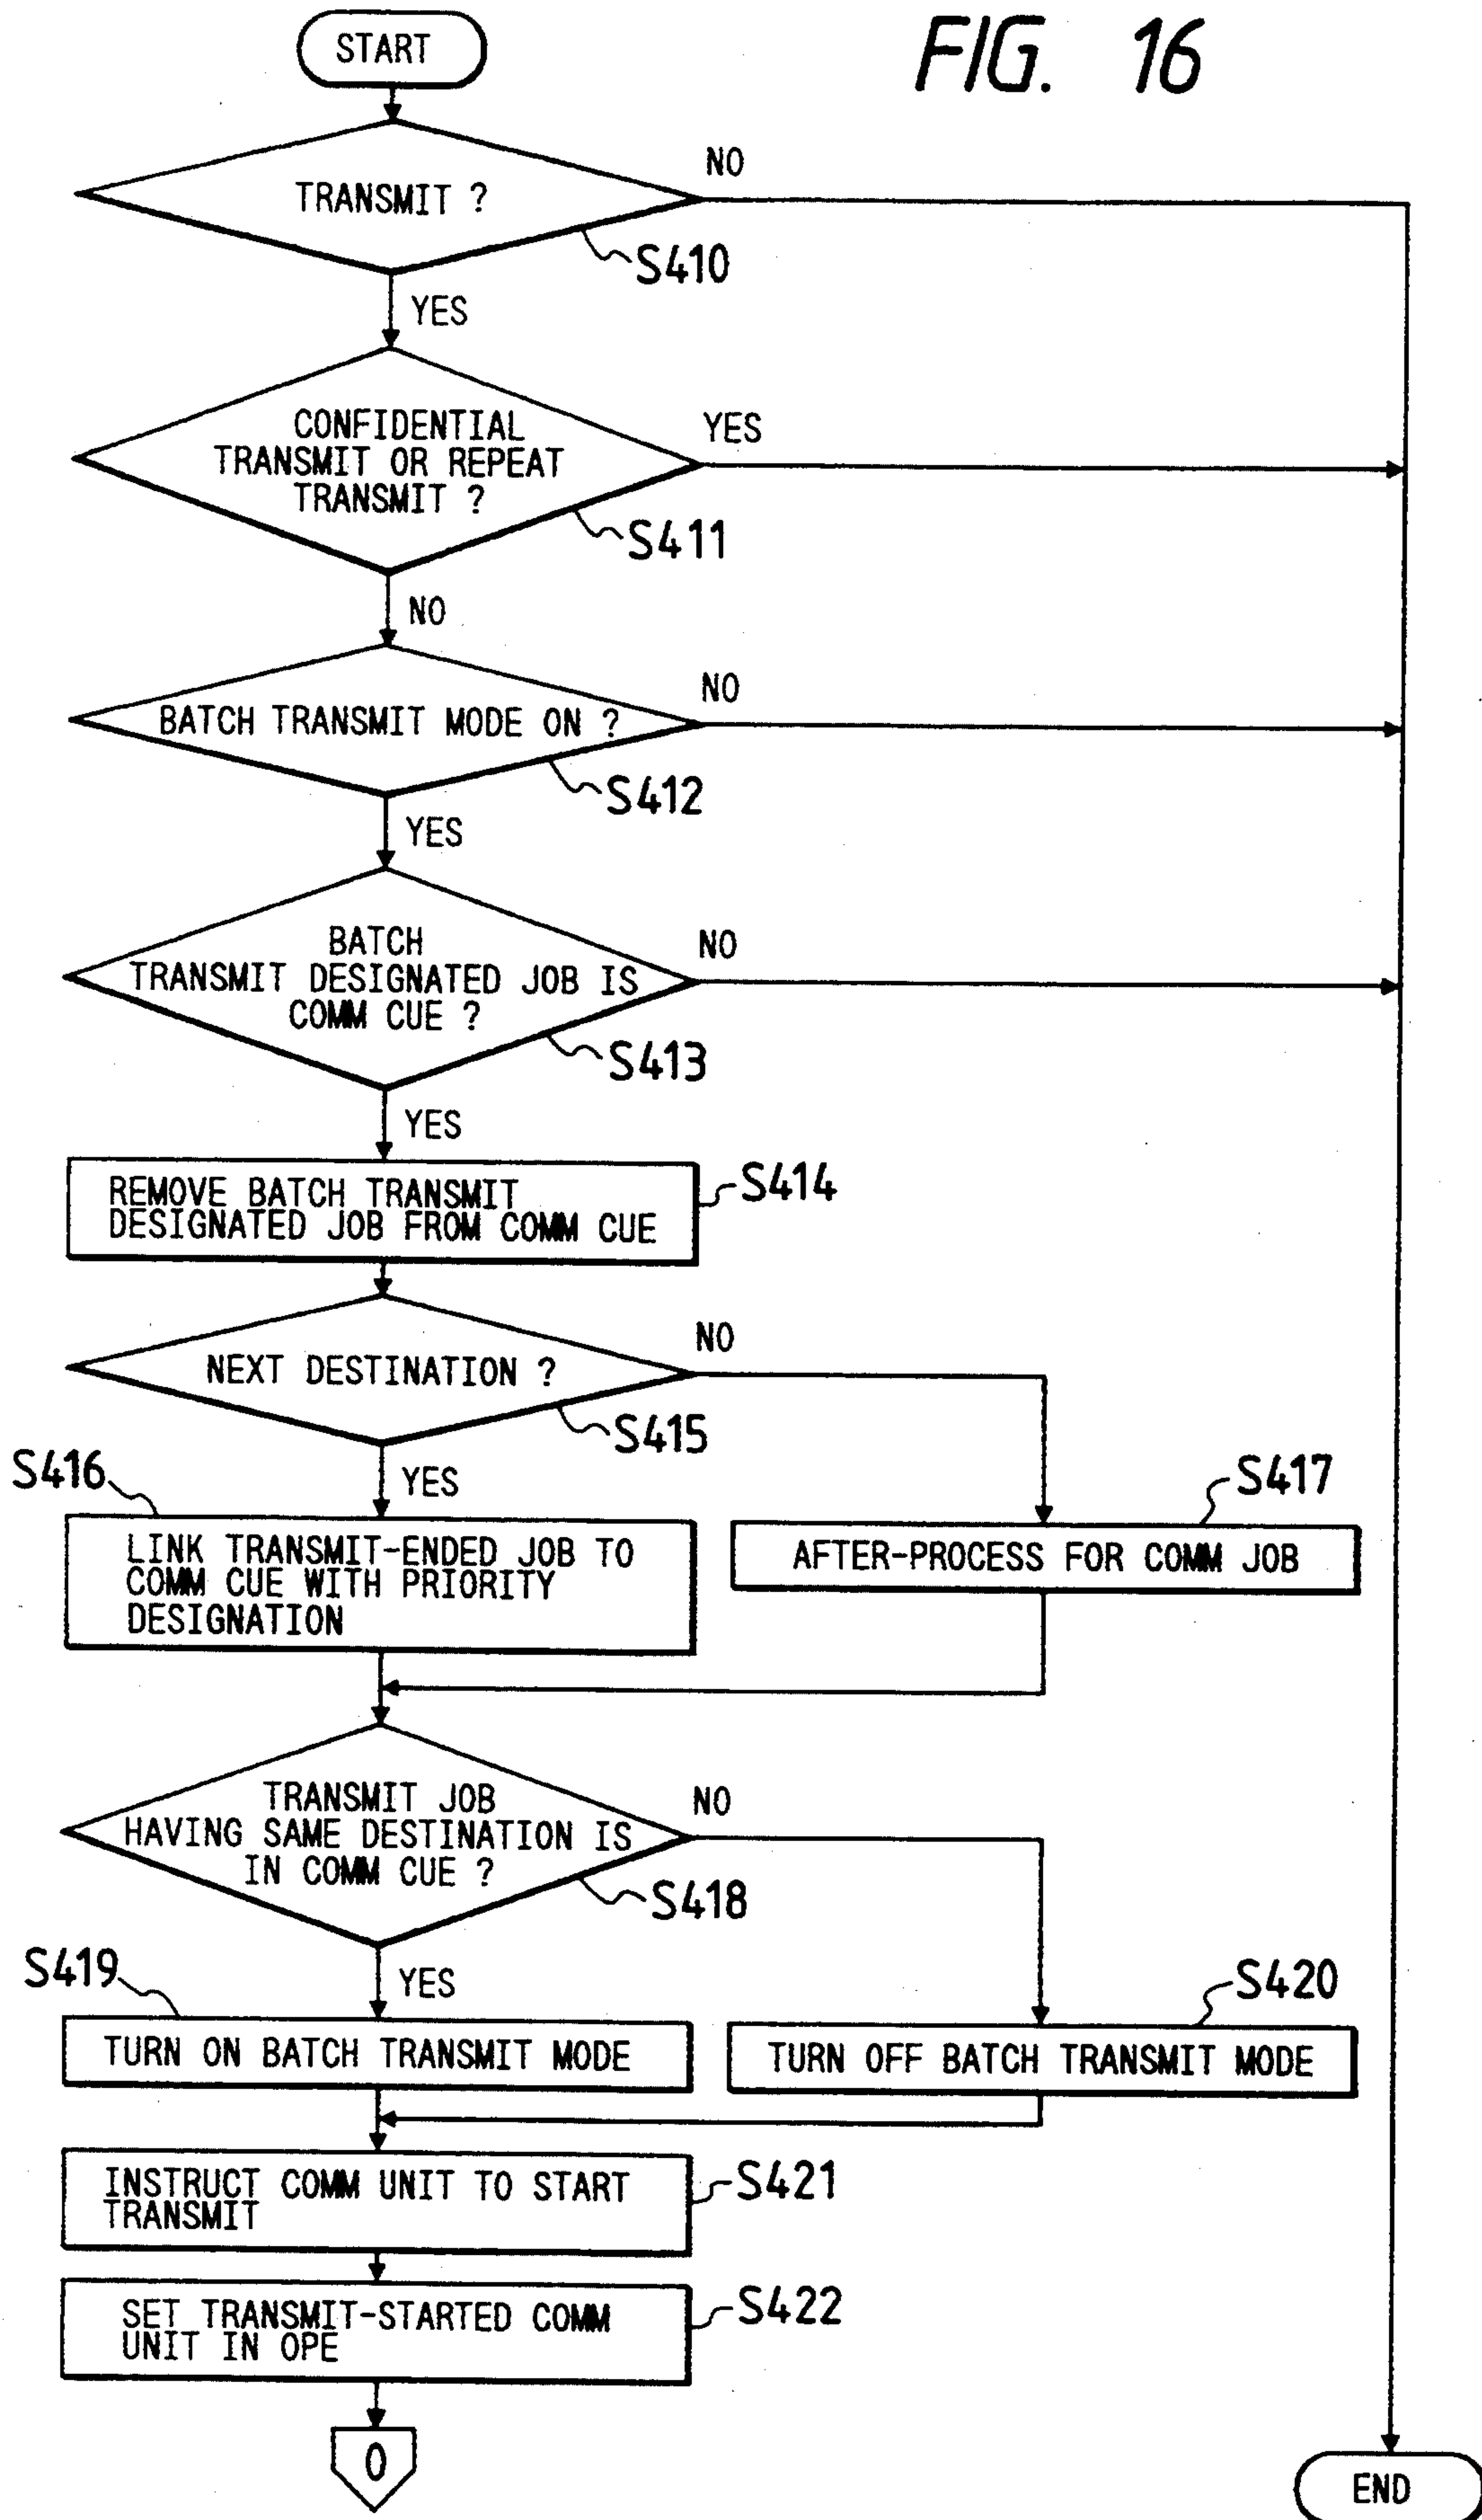 FIG. 16
START
TRANSMIT ?
NO
S410
YES
CONFIDENTIAL
TRANSMIT OR REPEAT
TRANSMIT ?
YES
S411
NO
BATCH TRANSMIT MODE ON ?
NO
S412
YES
BATCH
TRANSMIT DESIGNATED JOB IS
COMM CUE ?
NO
S413
YES
REMOVE BATCH TRANSMIT
DESIGNATED JOB FROM COMM CUE
S414
NEXT DESTINATION ?
NO
S415
YES
S416
LINK TRANSMIT-ENDED JOB TO
COMM CUE WITH PRIORITY
DESIGNATION
S417
AFTER-PROCESS FOR COMM JOB
TRANSMIT JOB
HAVING SAME DESTINATION IS
IN COMM CUE ?
NO
S418
YES
S419
TURN ON BATCH TRANSMIT MODE
S420
TURN OFF BATCH TRANSMIT MODE
INSTRUCT COMM UNIT TO START
TRANSMIT
S421
SET TRANSMIT-STARTED COMM
UNIT IN OPE
S422
0
END